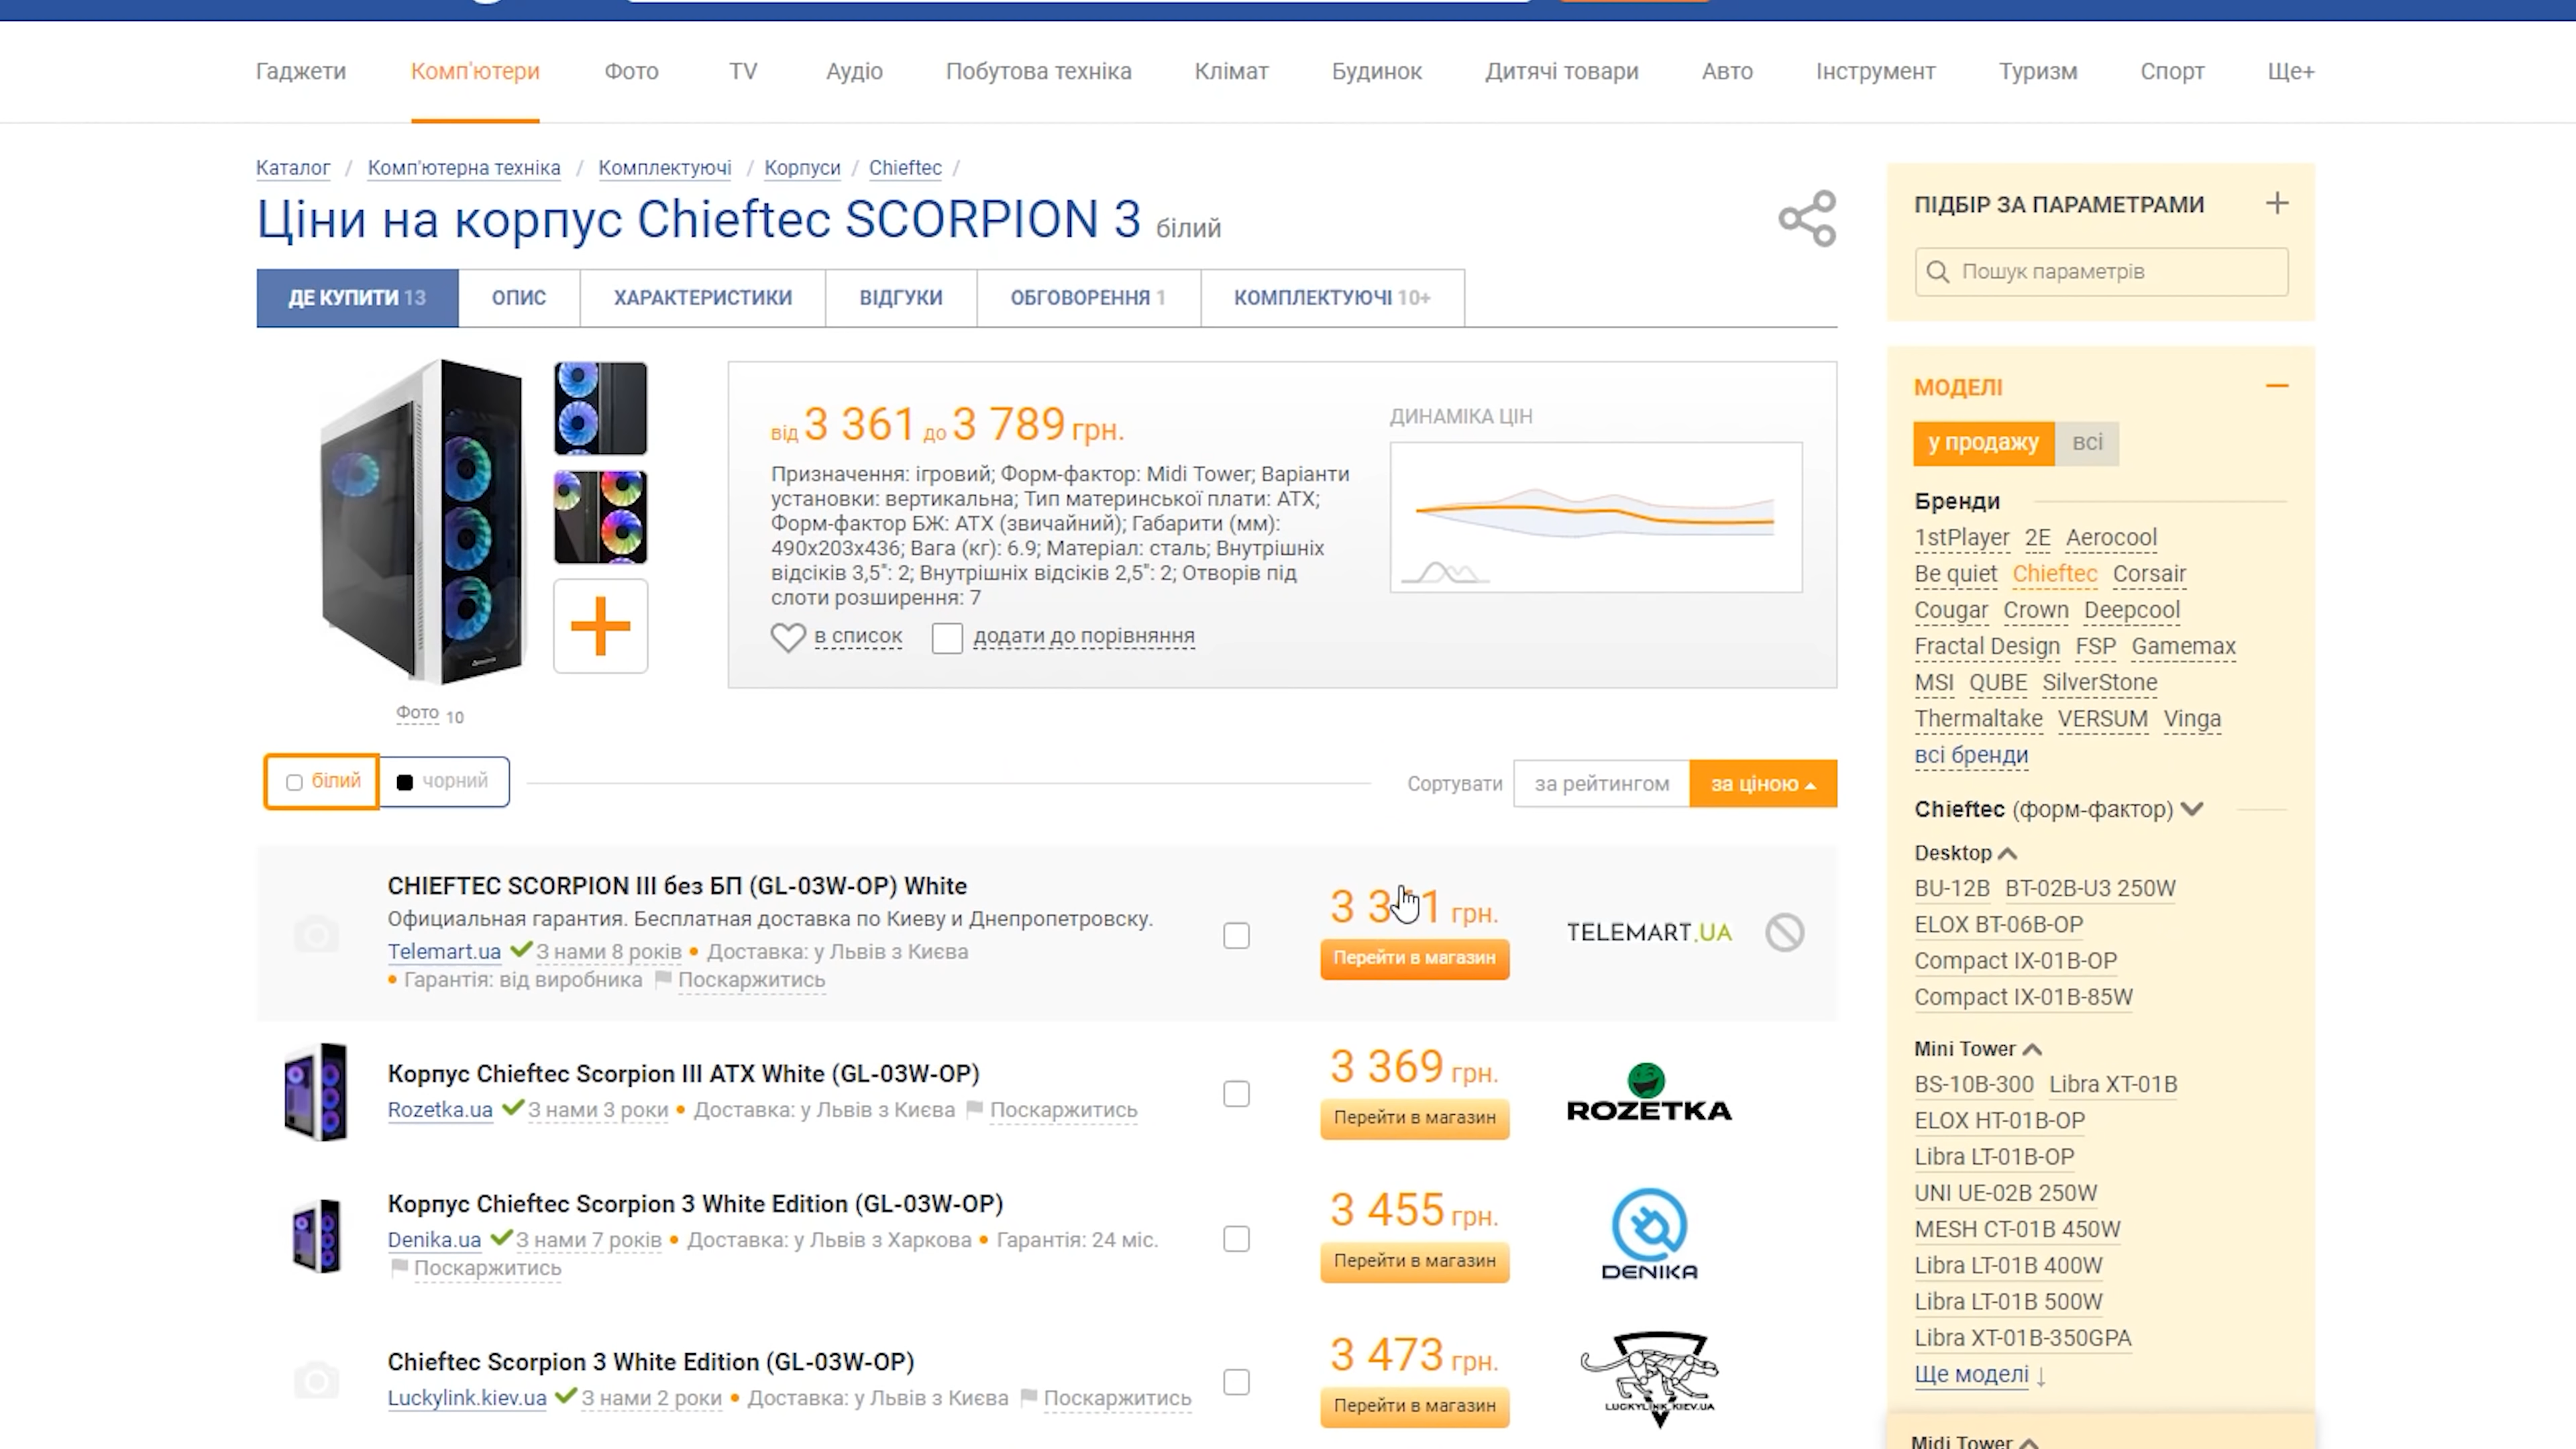 Гаджети Комп'ютери Фото TV Аудіо Побутова техніка Клімат Будинок Дитячі товари Авто Інструмент Туризм Спорт Ще+
Каталог / Комп'ютерна техніка / Комплектуючі / Корпуси / Chieftec /
Ціни на корпус Chieftec SCORPION 3 білий
ДЕ КУПИТИ 13 ОПИС ХАРАКТЕРИСТИКИ ВІДГУКИ ОБГОВОРЕННЯ 1 КОМПЛЕКТУЮЧІ 10+
Фото 10
від 3 361 до 3 789 грн.
Призначення: ігровий; Форм-фактор: Midi Tower; Варіанти
установки: вертикальна; Тип материнської плати: ATX;
Форм-фактор БЖ: ATX (звичайний); Габарити (мм):
490x203x436; Вага (кг): 6.9; Матеріал: сталь; Внутрішніх
відсіків 3,5": 2; Внутрішніх відсіків 2,5": 2; Отворів під
слоти розширення: 7
в список додати до порівняння
ДИНАМІКА ЦІН
білий чорний
Сортувати за рейтингом за ціною
CHIEFTEC SCORPION III без БП (GL-03W-OP) White
Официальная гарантия. Бесплатная доставка по Киеву и Днепропетровску.
Telemart.ua З нами 8 років • Доставка: у Львів з Києва
• Гарантія: від виробника Поскаржитись
грн.
Перейти в магазин
TELEMART.UA
Корпус Chieftec Scorpion III ATX White (GL-03W-OP)
Rozetka.ua З нами 3 роки • Доставка: у Львів з Києва Поскаржитись
3 369 грн.
Перейти в магазин
ROZETKA
Корпус Chieftec Scorpion 3 White Edition (GL-03W-OP)
Denika.ua З нами 7 років • Доставка: у Львів з Харкова • Гарантія: 24 міс.
Поскаржитись
3 455 грн.
Перейти в магазин
DENIKA
Chieftec Scorpion 3 White Edition (GL-03W-OP)
Luckylink.kiev.ua З нами 2 роки • Доставка: у Львів з Києва Поскаржитись
3 473 грн.
Перейти в магазин
LUCKYLINK.KIEV.UA
ПІДБІР ЗА ПАРАМЕТРАМИ
Пошук параметрів
МОДЕЛІ
у продажу всі
Бренди
1stPlayer 2E Aerocool
Be quiet Chieftec Corsair
Cougar Crown Deepcool
Fractal Design FSP Gamemax
MSI QUBE SilverStone
Thermaltake VERSUM Vinga
всі бренди
Chieftec (форм-фактор)
Desktop
BU-12B BT-02B-U3 250W
ELOX BT-06B-OP
Compact IX-01B-OP
Compact IX-01B-85W
Mini Tower
BS-10B-300 Libra XT-01B
ELOX HT-01B-OP
Libra LT-01B-OP
UNI UE-02B 250W
MESH CT-01B 450W
Libra LT-01B 400W
Libra LT-01B 500W
Libra XT-01B-350GPA
Ще моделі ↓
Midi Tower